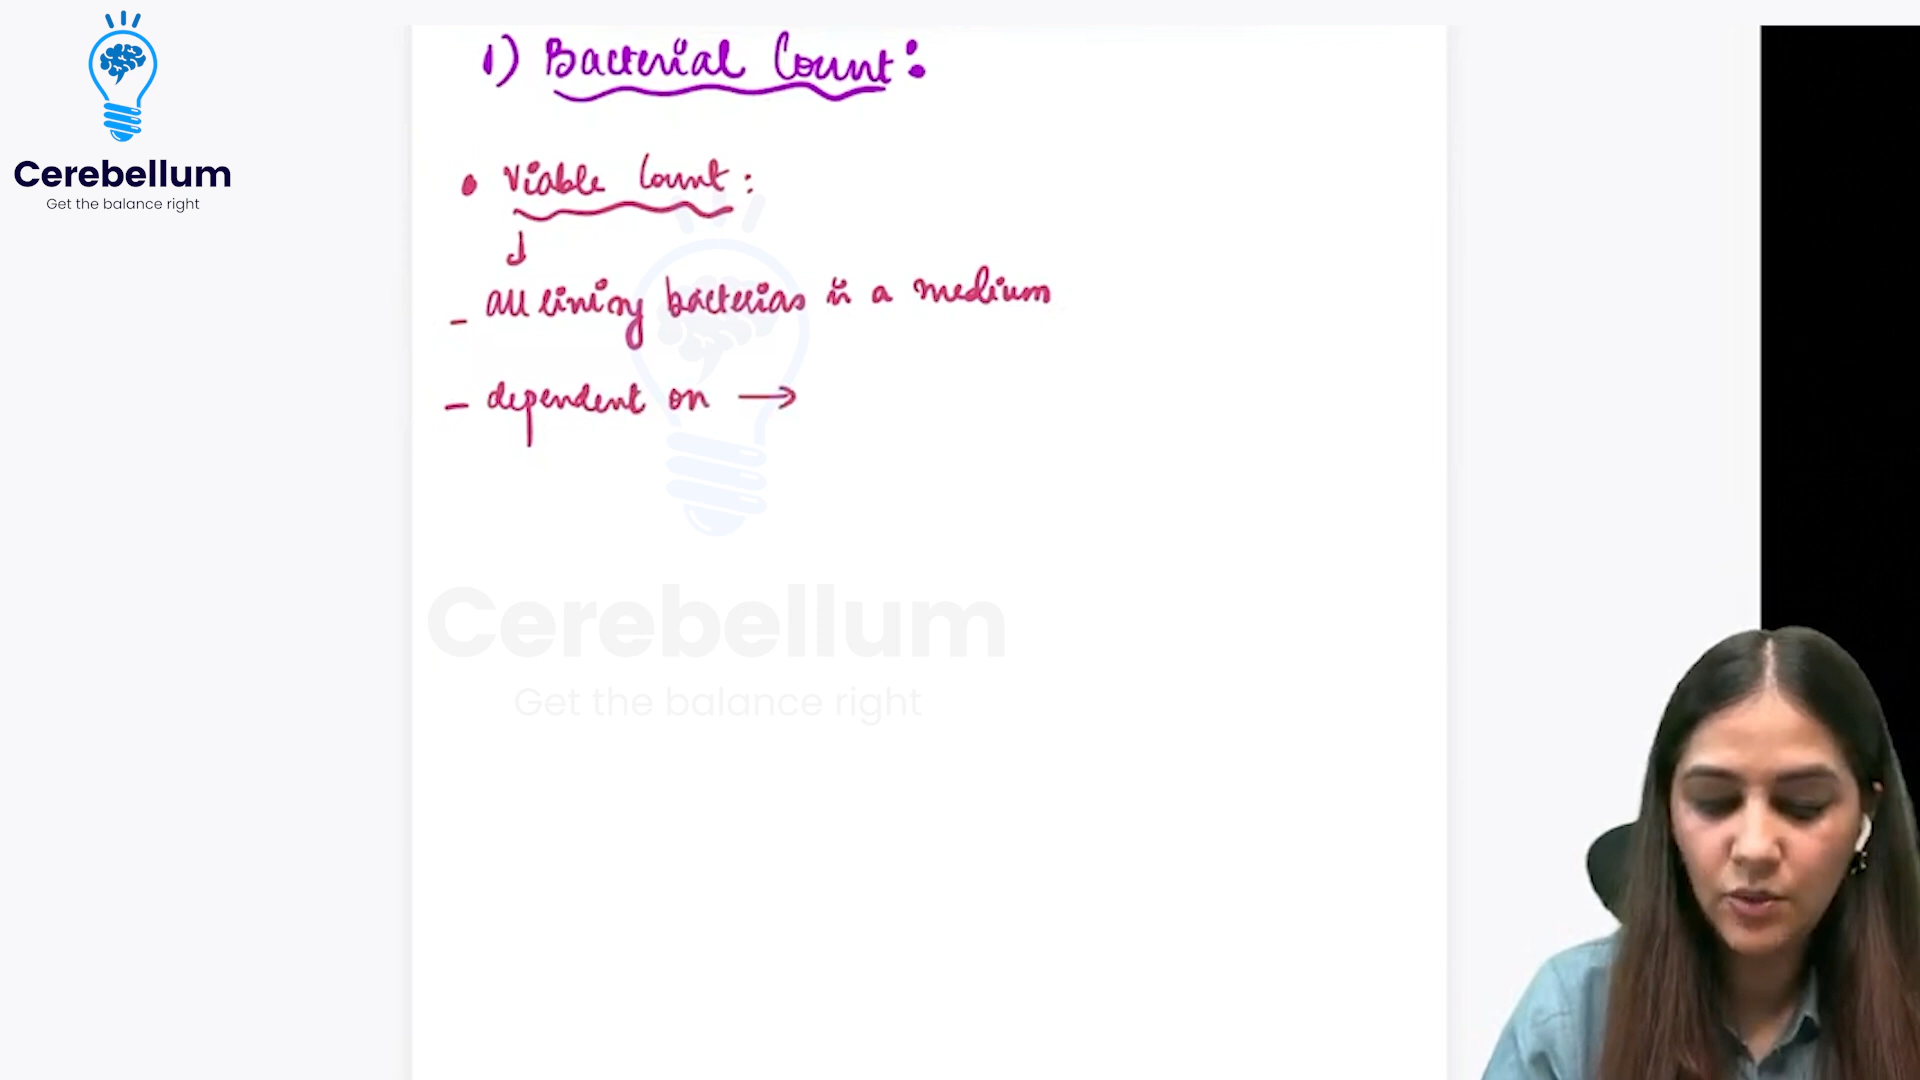 Cerebellum
Get the balance right
1) Bacterial Count:
• Viable Count:
- all living bacterias in a medium
- dependent on →
Cerebellum
Get the balance right